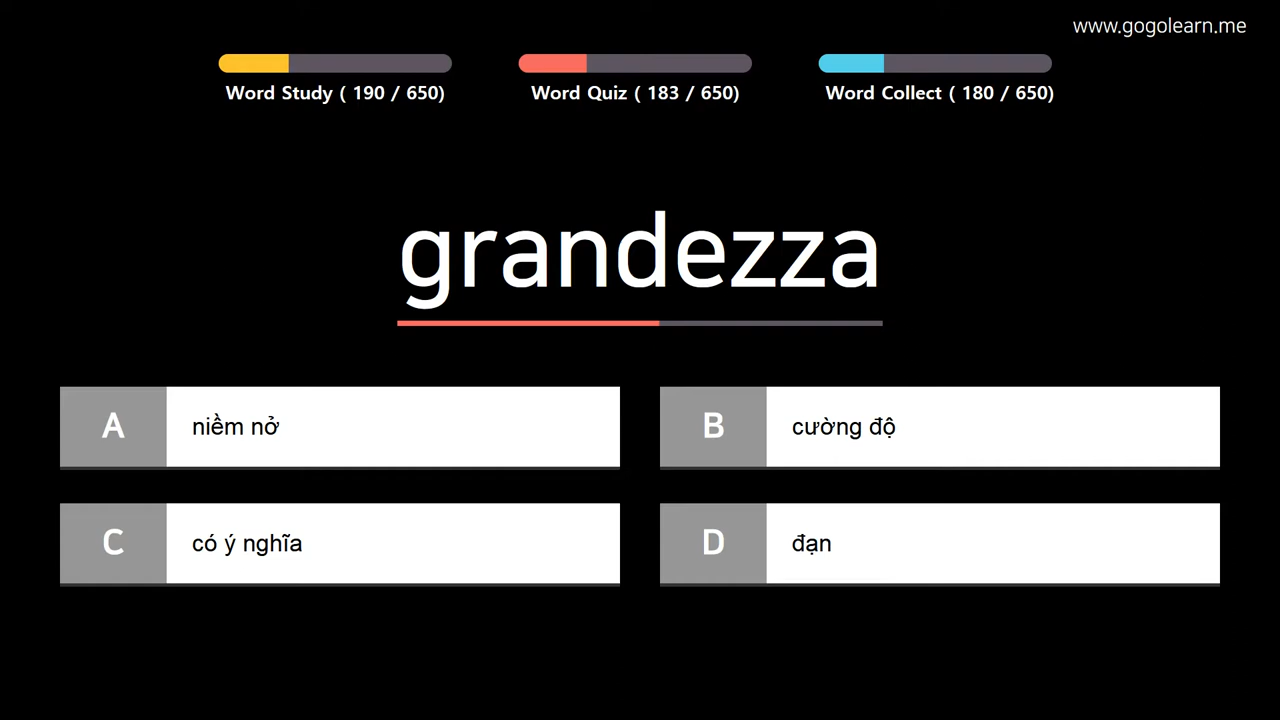 www.gogolearn.me
Word Study ( 190 / 650)
Word Quiz ( 183 / 650)
Word Collect ( 180 / 650)
grandezza
A niềm nở
B cường độ
C có ý nghĩa
D đạn